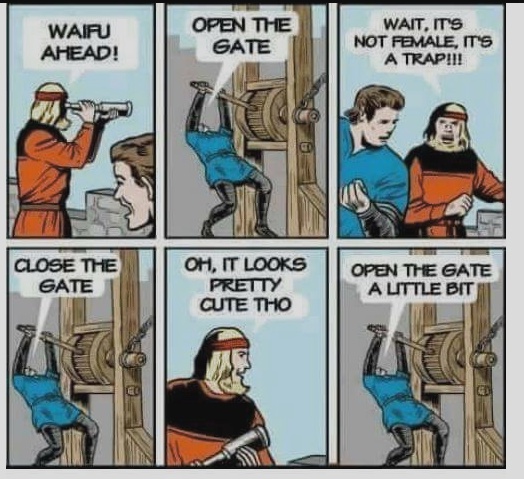 WAIFU
AHEAD!
OPEN THE
GATE
WAIT, IT'S
NOT FEMALE, IT'S
A TRAP!!!
CLOSE THE
GATE
OH, IT LOOKS
PRETTY
CUTE THO
OPEN THE GATE
A LITTLE BIT